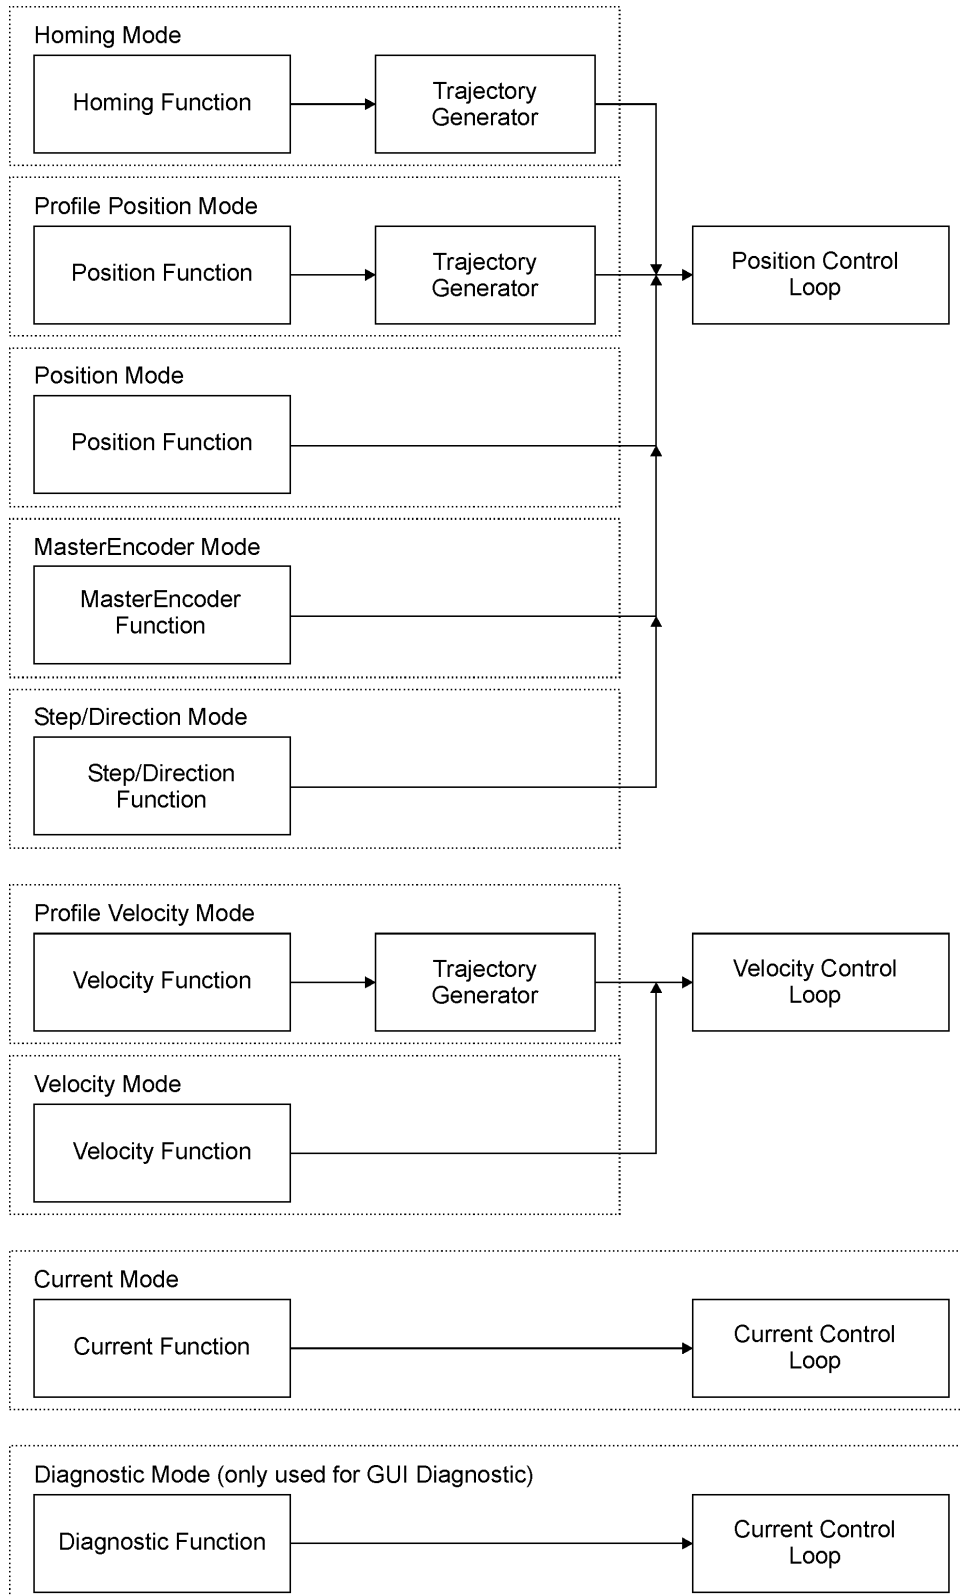 Homing Mode
Homing Function
Trajectory
Generator
Profile Position Mode
Position Function
Trajectory
Generator
Position Control
Loop
Position Mode
Position Function
MasterEncoder Mode
MasterEncoder
Function
Step/Direction Mode
Step/Direction
Function
Profile Velocity Mode
Velocity Function
Trajectory
Generator
Velocity Control
Loop
Velocity Mode
Velocity Function
Current Mode
Current Function
Current Control
Loop
Diagnostic Mode (only used for GUI Diagnostic)
Diagnostic Function
Current Control
Loop